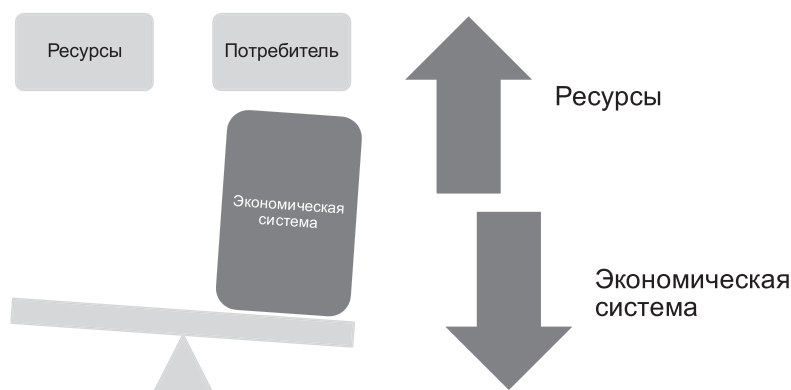 Ресурсы
Потребитель
Экономическая
система
Ресурсы
Экономическая
система